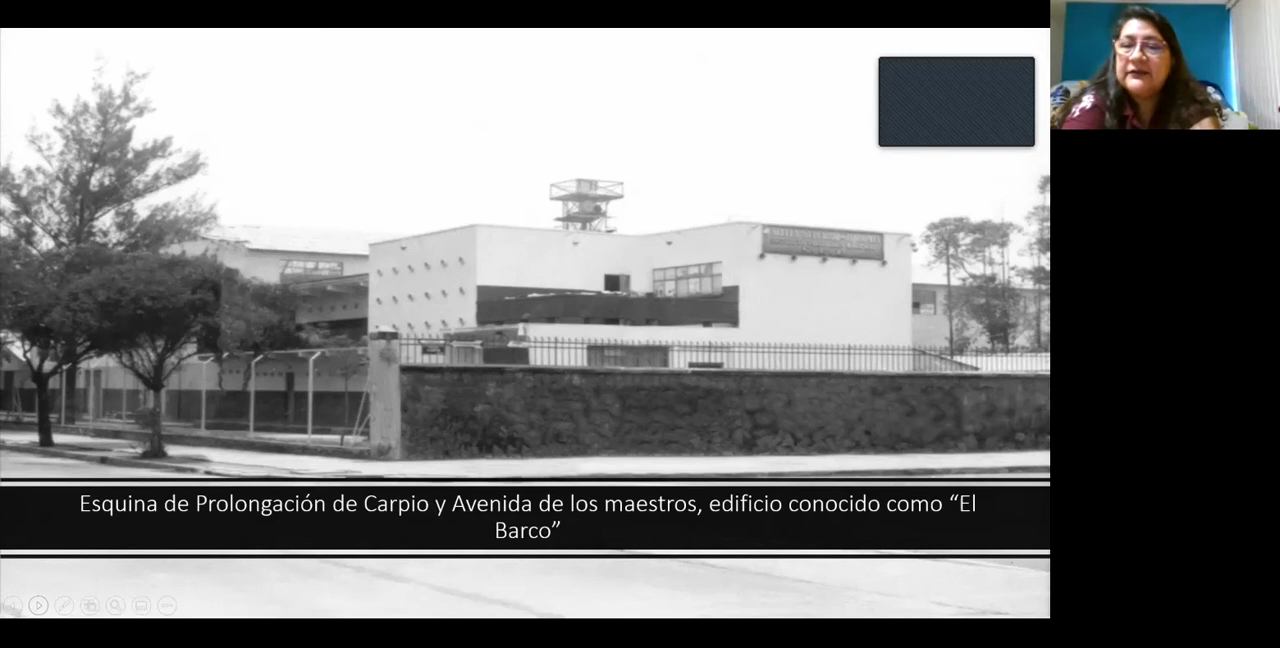 Esquina de Prolongación de Carpio y Avenida de los maestros, edificio conocido como “El
Barco”